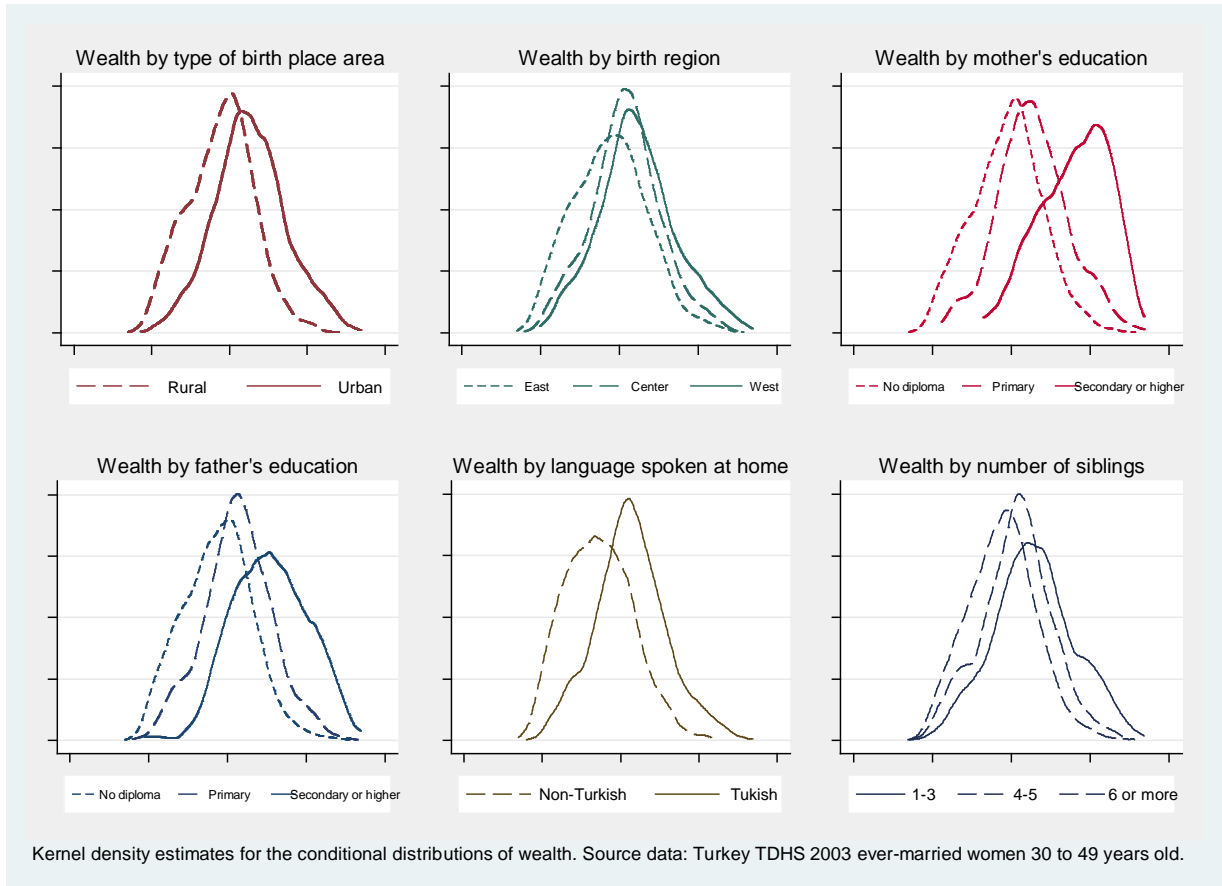 Wealth by type of birth place area
Wealth by birth region
Wealth by mother's education
Rural Urban
East Center West
No diploma Primary Secondary or higher
Wealth by father's education
Wealth by language spoken at home
Wealth by number of siblings
No diploma Primary Secondary or higher
Non-Turkish Tukish
1-3 4-5 6 or more
Kernel density estimates for the conditional distributions of wealth. Source data: Turkey TDHS 2003 ever-married women 30 to 49 years old.